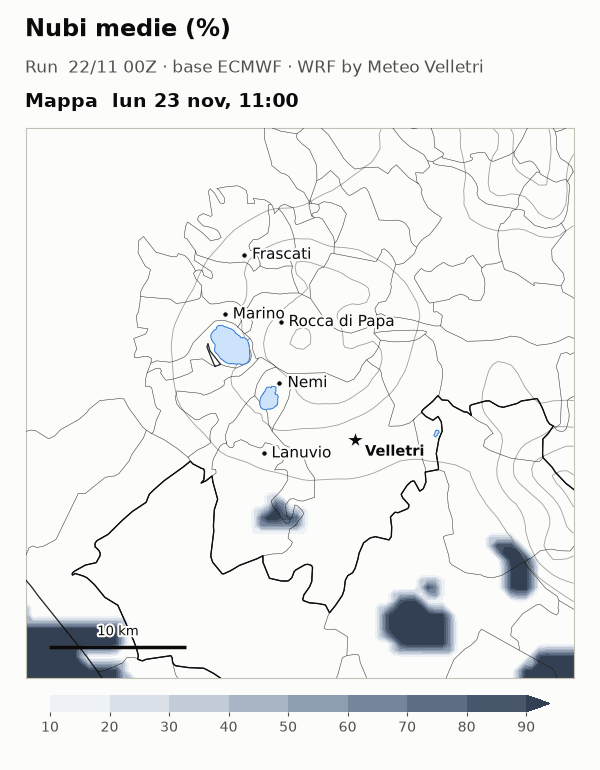 Nubi medie (%)
Run  22/11 00Z · base ECMWF · WRF by Meteo Velletri
Mappa  lun 23 nov, 11:00
Frascati
Marino
Rocca di Papa
Nemi
Velletri
Lanuvio
10 km
10 20 30 40 50 60 70 80 90